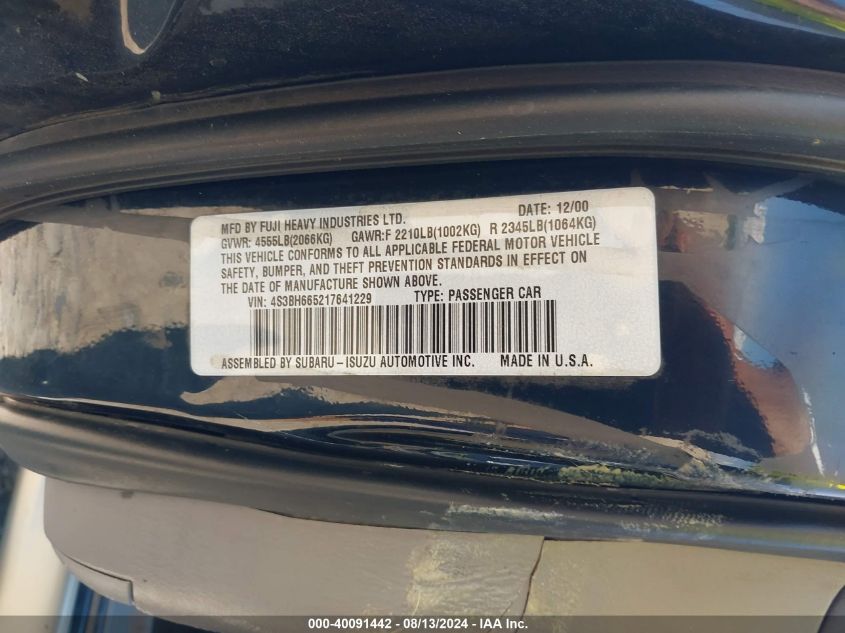 MFD BY FUJI HEAVY INDUSTRIES LTD. DATE: 12/00
GVWR: 4555LB(2066KG) GAWR:F 2210LB(1002KG) R 2345LB(1064KG)
THIS VEHICLE CONFORMS TO ALL APPLICABLE FEDERAL MOTOR VEHICLE
SAFETY, BUMPER, AND THEFT PREVENTION STANDARDS IN EFFECT ON
THE DATE OF MANUFACTURE SHOWN ABOVE.
VIN: 4S3BH665217641229 TYPE: PASSENGER CAR
ASSEMBLED BY SUBARU-ISUZU AUTOMOTIVE INC. MADE IN U.S.A.
000-40091442 - 08/13/2024 - IAA Inc.